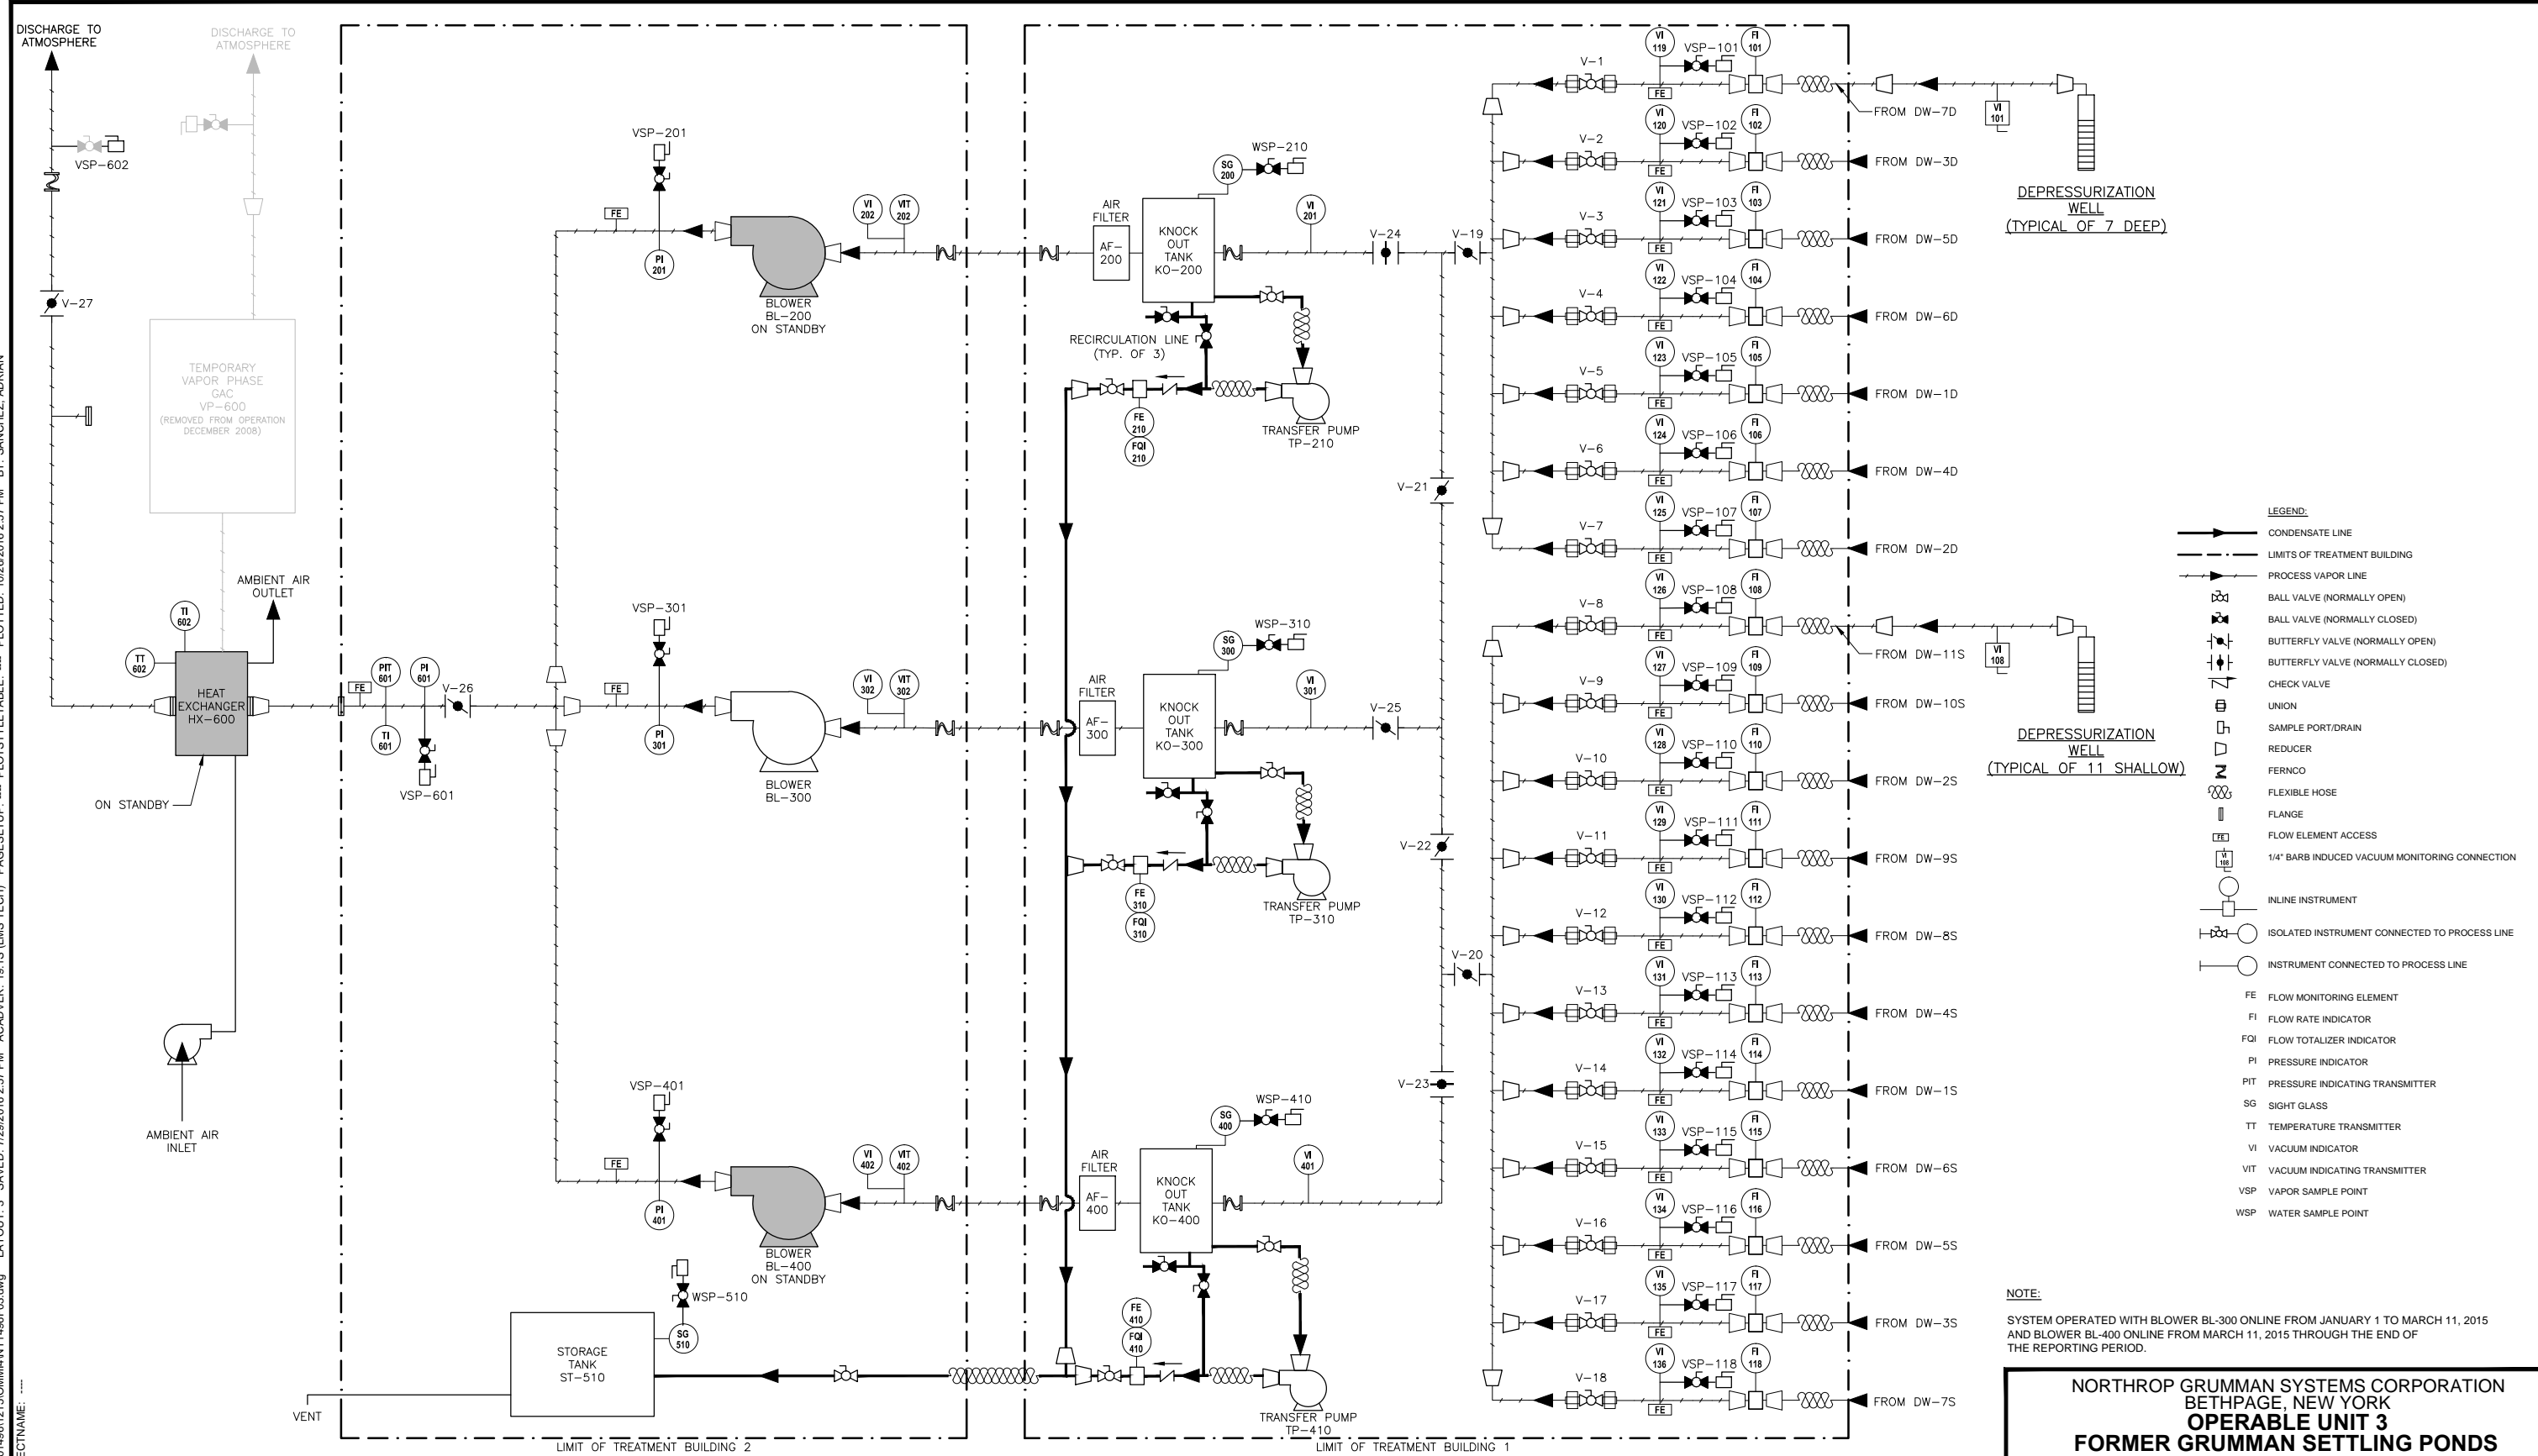 DISCHARGE TO
ATMOSPHERE
DISCHARGE TO
ATMOSPHERE
VSP-602
V-27
TEMPORARY
VAPOR PHASE
GAC
VP-600
(REMOVED FROM OPERATION
DECEMBER 2008)
AMBIENT AIR
OUTLET
TI
602
TT
602
HEAT
EXCHANGER
HX-600
ON STANDBY
AMBIENT AIR
INLET
FE
PIT
601
TI
601
PI
601
V-26
VSP-601
VSP-201
FE
PI
201
BLOWER
BL-200
ON STANDBY
VI
202
VIT
202
VSP-301
FE
PI
301
BLOWER
BL-300
VI
302
VIT
302
VSP-401
FE
PI
401
BLOWER
BL-400
ON STANDBY
VI
402
VIT
402
WSP-510
SG
510
STORAGE
TANK
ST-510
VENT
LIMIT OF TREATMENT BUILDING 2
AIR
FILTER
AF-
200
KNOCK
OUT
TANK
KO-200
SG
200
WSP-210
VI
201
V-24
V-19
RECIRCULATION LINE
(TYP. OF 3)
FE
210
FQI
210
TRANSFER PUMP
TP-210
V-21
AIR
FILTER
AF-
300
KNOCK
OUT
TANK
KO-300
SG
300
WSP-310
VI
301
V-25
FE
310
FQI
310
TRANSFER PUMP
TP-310
V-22
V-20
V-23
AIR
FILTER
AF-
400
KNOCK
OUT
TANK
KO-400
SG
400
WSP-410
VI
401
FE
410
FQI
410
TRANSFER PUMP
TP-410
LIMIT OF TREATMENT BUILDING 1
V-1
VI
119
VSP-101
FI
101
FE
FROM DW-7D
V-2
VI
120
VSP-102
FI
102
FE
FROM DW-3D
V-3
VI
121
VSP-103
FI
103
FE
FROM DW-5D
V-4
VI
122
VSP-104
FI
104
FE
FROM DW-6D
V-5
VI
123
VSP-105
FI
105
FE
FROM DW-1D
V-6
VI
124
VSP-106
FI
106
FE
FROM DW-4D
V-7
VI
125
VSP-107
FI
107
FE
FROM DW-2D
V-8
VI
126
VSP-108
FI
108
FE
FROM DW-11S
V-9
VI
127
VSP-109
FI
109
FE
FROM DW-10S
V-10
VI
128
VSP-110
FI
110
FE
FROM DW-2S
V-11
VI
129
VSP-111
FI
111
FE
FROM DW-9S
V-12
VI
130
VSP-112
FI
112
FE
FROM DW-8S
V-13
VI
131
VSP-113
FI
113
FE
FROM DW-4S
V-14
VI
132
VSP-114
FI
114
FE
FROM DW-1S
V-15
VI
133
VSP-115
FI
115
FE
FROM DW-6S
V-16
VI
134
VSP-116
FI
116
FE
FROM DW-5S
V-17
VI
135
VSP-117
FI
117
FE
FROM DW-3S
V-18
VI
136
VSP-118
FI
118
FE
FROM DW-7S
VI
101
DEPRESSURIZATION
WELL
(TYPICAL OF 7 DEEP)
VI
108
DEPRESSURIZATION
WELL
(TYPICAL OF 11 SHALLOW)
LEGEND:
CONDENSATE LINE
LIMITS OF TREATMENT BUILDING
PROCESS VAPOR LINE
BALL VALVE (NORMALLY OPEN)
BALL VALVE (NORMALLY CLOSED)
BUTTERFLY VALVE (NORMALLY OPEN)
BUTTERFLY VALVE (NORMALLY CLOSED)
CHECK VALVE
UNION
SAMPLE PORT/DRAIN
REDUCER
FERNCO
FLEXIBLE HOSE
FLANGE
FE FLOW ELEMENT ACCESS
VI
108
1/4" BARB INDUCED VACUUM MONITORING CONNECTION
INLINE INSTRUMENT
ISOLATED INSTRUMENT CONNECTED TO PROCESS LINE
INSTRUMENT CONNECTED TO PROCESS LINE
FE FLOW MONITORING ELEMENT
FI FLOW RATE INDICATOR
FQI FLOW TOTALIZER INDICATOR
PI PRESSURE INDICATOR
PIT PRESSURE INDICATING TRANSMITTER
SG SIGHT GLASS
TT TEMPERATURE TRANSMITTER
VI VACUUM INDICATOR
VIT VACUUM INDICATING TRANSMITTER
VSP VAPOR SAMPLE POINT
WSP WATER SAMPLE POINT
NOTE:
SYSTEM OPERATED WITH BLOWER BL-300 ONLINE FROM JANUARY 1 TO MARCH 11, 2015
AND BLOWER BL-400 ONLINE FROM MARCH 11, 2015 THROUGH THE END OF
THE REPORTING PERIOD.
NORTHROP GRUMMAN SYSTEMS CORPORATION
BETHPAGE, NEW YORK
OPERABLE UNIT 3
FORMER GRUMMAN SETTLING PONDS